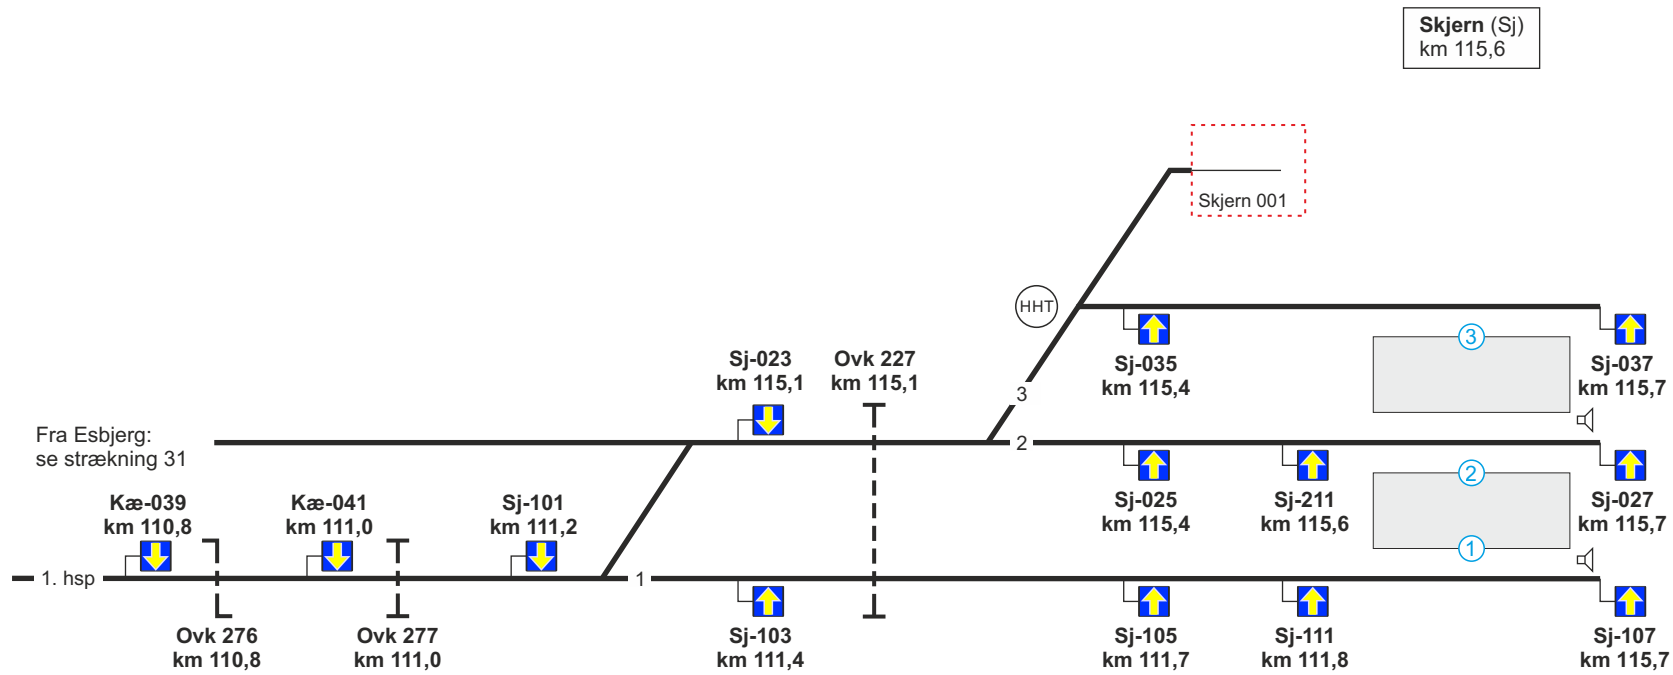 Skjern (Sj)
km 115,6
Skjern 001
HHT
3
Sj-035
km 115,4
Sj-037
km 115,7
3
Sj-023
km 115,1
Ovk 227
km 115,1
Fra Esbjerg:
se strækning 31
2
2
Sj-025
km 115,4
Sj-211
km 115,6
Sj-027
km 115,7
Kæ-039
km 110,8
Kæ-041
km 111,0
Sj-101
km 111,2
1
1. hsp
1
Ovk 276
km 110,8
Ovk 277
km 111,0
Sj-103
km 111,4
Sj-105
km 111,7
Sj-111
km 111,8
Sj-107
km 115,7